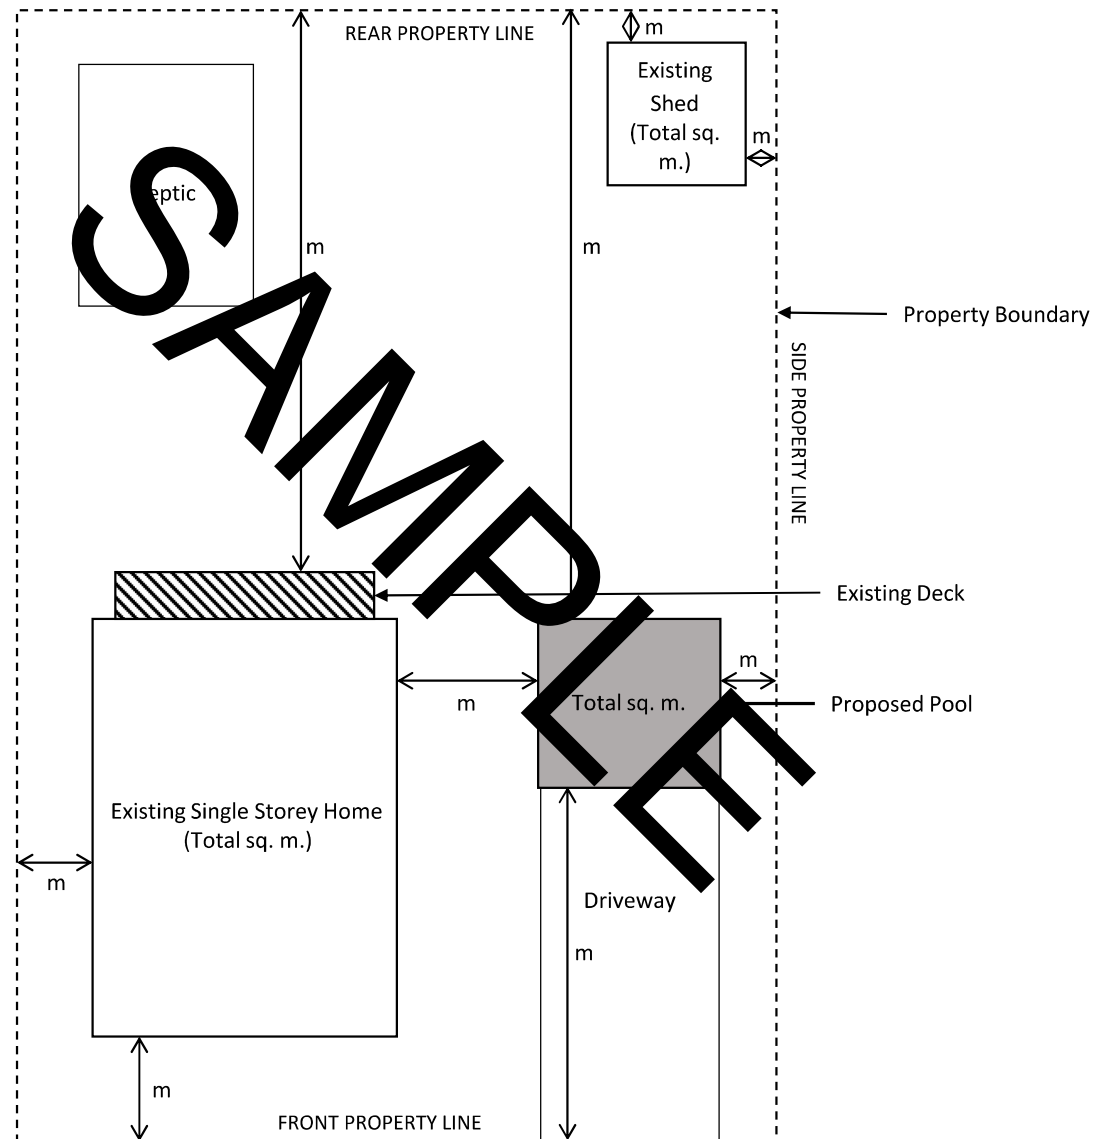 REAR PROPERTY LINE
m
Existing
Shed
(Total sq.
m.)
m
eptic
m
m
Property Boundary
SIDE PROPERTY LINE
SAMPLE
Existing Deck
m
m
Total sq. m.
Proposed Pool
Existing Single Storey Home
(Total sq. m.)
m
Driveway
m
m
FRONT PROPERTY LINE